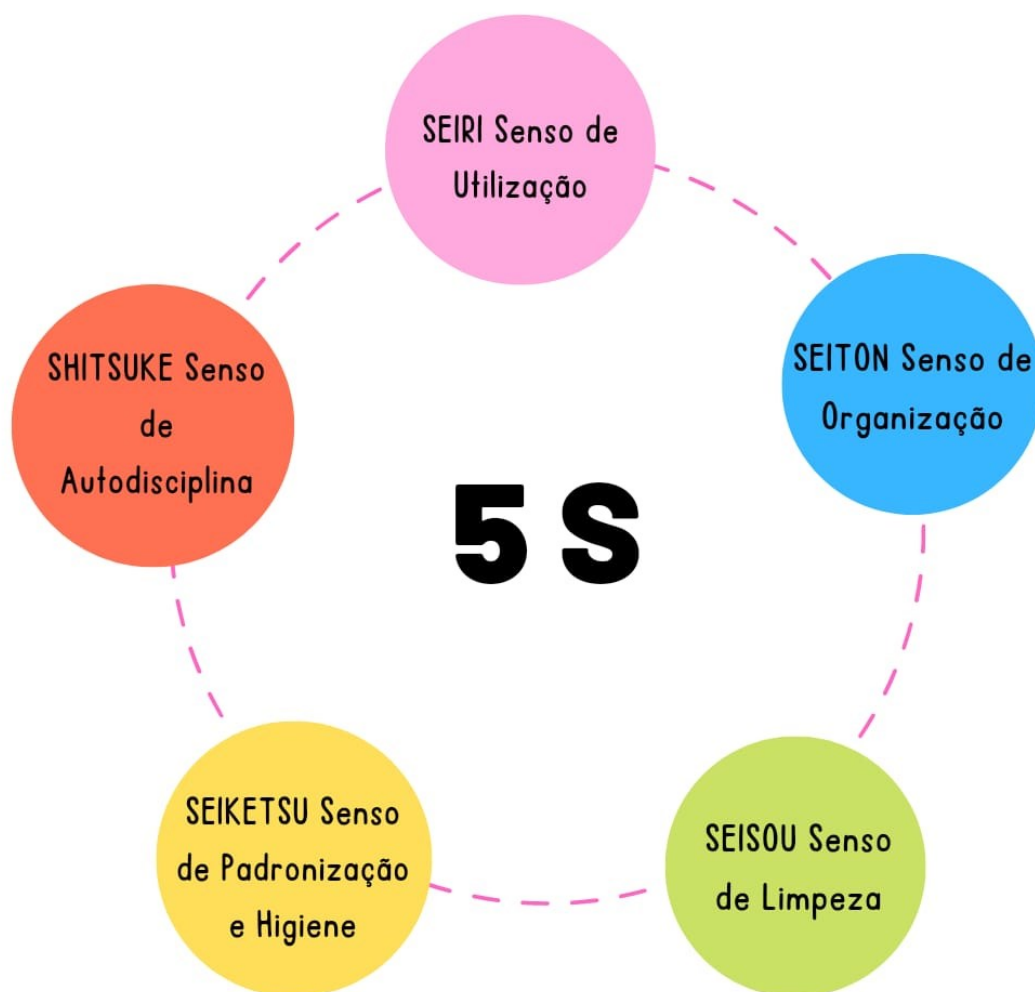 SEIRI Senso de
Utilização
SEITON Senso de
Organização
SEISOU Senso
de Limpeza
SEIKETSU Senso
de Padronização
e Higiene
SHITSUKE Senso
de
Autodisciplina
5 S